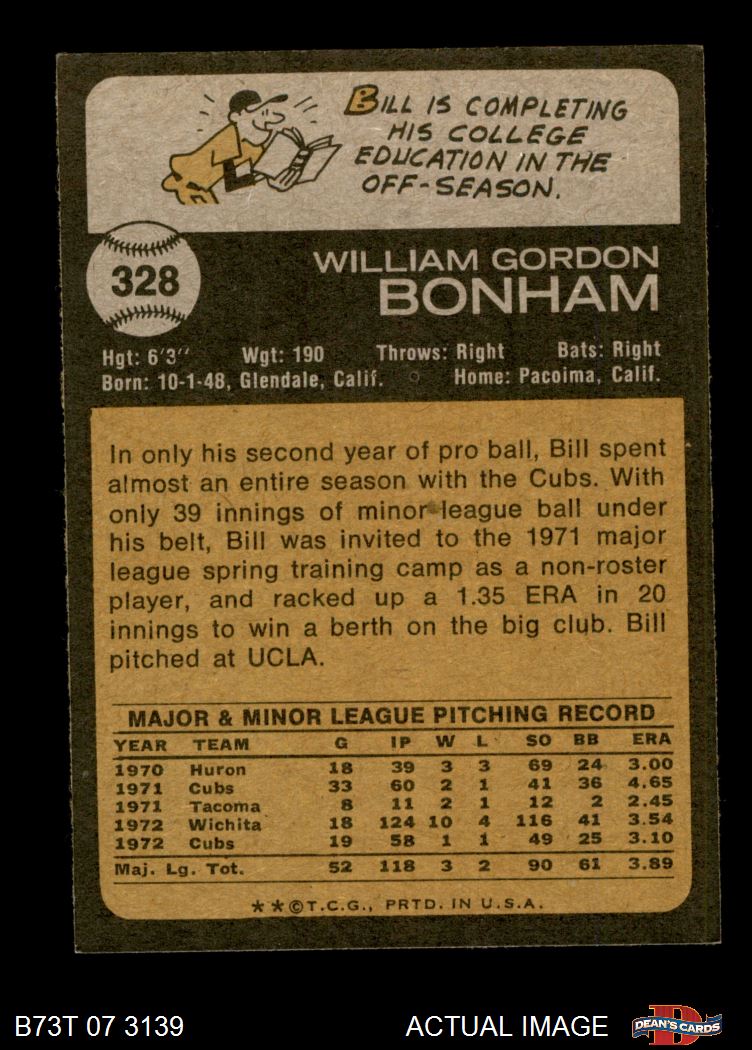 BILL IS COMPLETING
HIS COLLEGE
EDUCATION IN THE
OFF-SEASON.
328
WILLIAM GORDON
BONHAM
Hgt: 6'3" Wgt: 190 Throws: Right Bats: Right
Born: 10-1-48, Glendale, Calif. Home: Pacoima, Calif.
In only his second year of pro ball, Bill spent
almost an entire season with the Cubs. With
only 39 innings of minor league ball under
his belt, Bill was invited to the 1971 major
league spring training camp as a non-roster
player, and racked up a 1.35 ERA in 20
innings to win a berth on the big club. Bill
pitched at UCLA.
MAJOR & MINOR LEAGUE PITCHING RECORD
YEAR TEAM G IP W L SO BB ERA
1970 Huron 18 39 3 3 69 24 3.00
1971 Cubs 33 60 2 1 41 36 4.65
1971 Tacoma 8 11 2 1 12 2 2.45
1972 Wichita 18 124 10 4 116 41 3.54
1972 Cubs 19 58 1 1 49 25 3.10
Maj. Lg. Tot. 52 118 3 2 90 61 3.89
**©T.C.G., PRTD. IN U.S.A.
B73T 07 3139 ACTUAL IMAGE DEAN'S CARDS